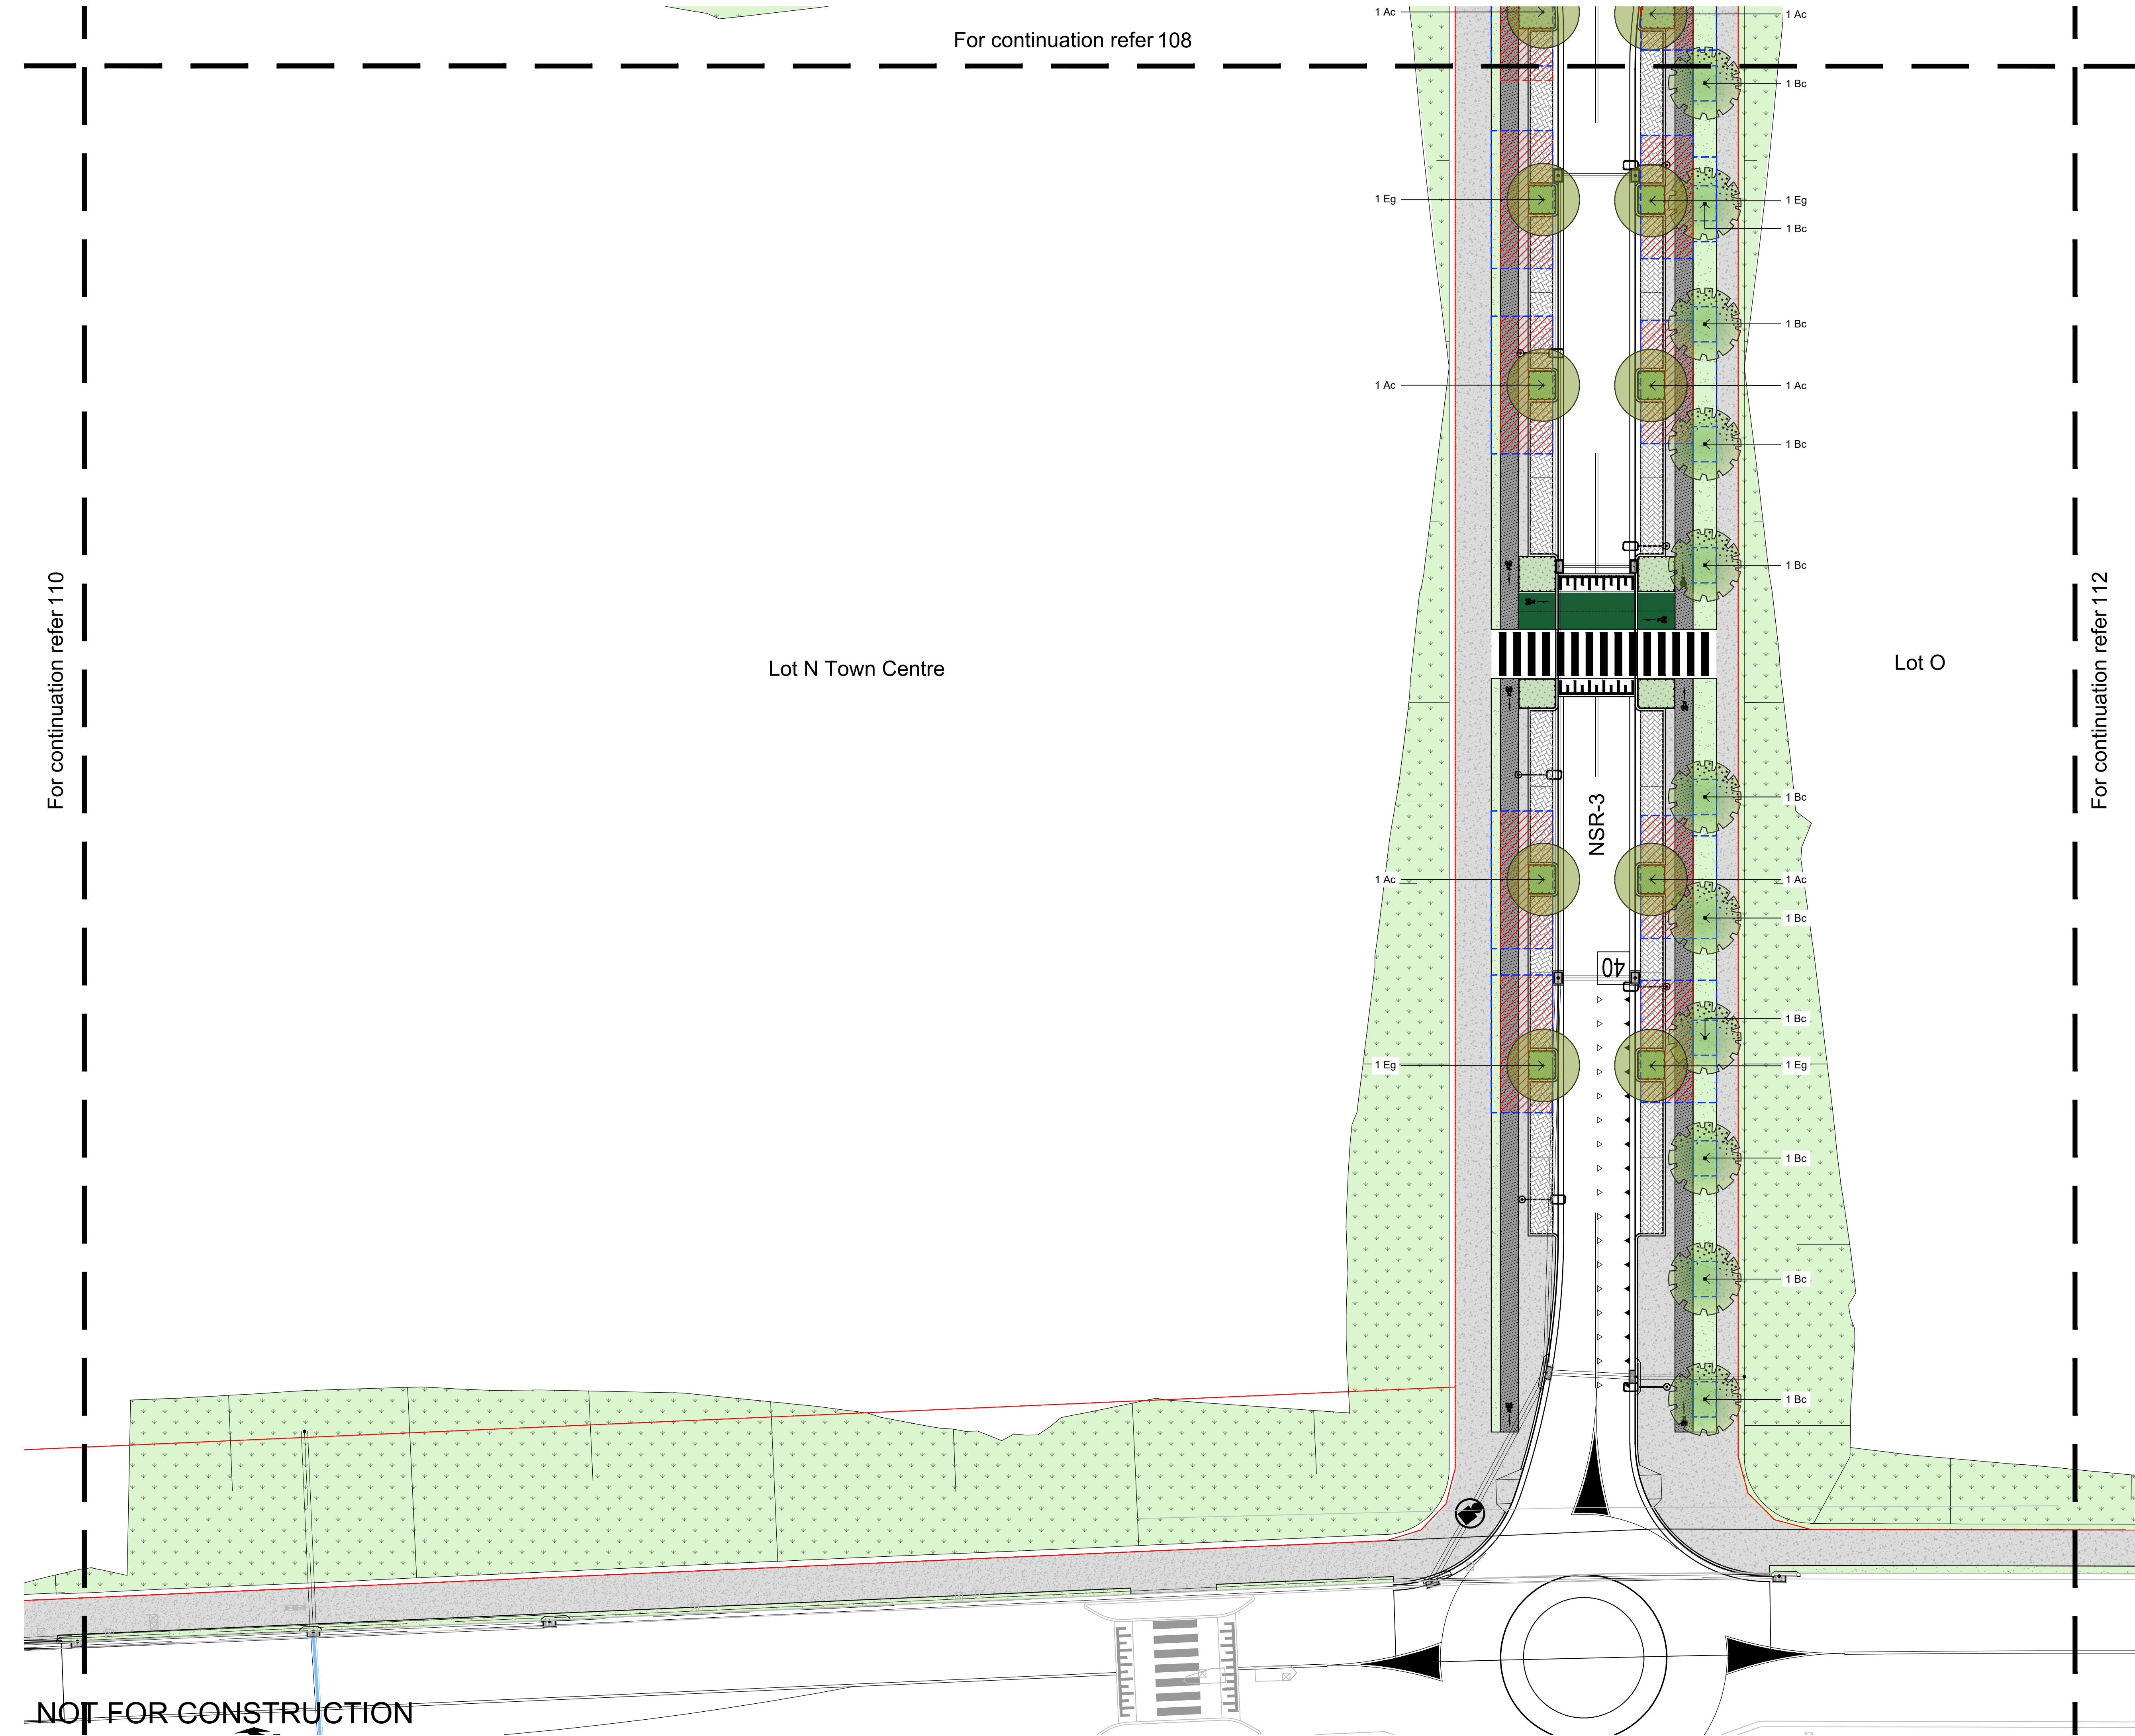 1 Ac
1 Ac
For continuation refer 108
1 Bc
1 Eg
1 Eg
1 Bc
1 Bc
1 Ac
1 Ac
1 Bc
1 Bc
For continuation refer 110
For continuation refer 112
Lot N Town Centre
Lot O
1 Bc
NSR-3
1 Ac
1 Ac
1 Bc
40
1 Bc
1 Eg
1 Eg
1 Bc
1 Bc
1 Bc
NOT FOR CONSTRUCTION